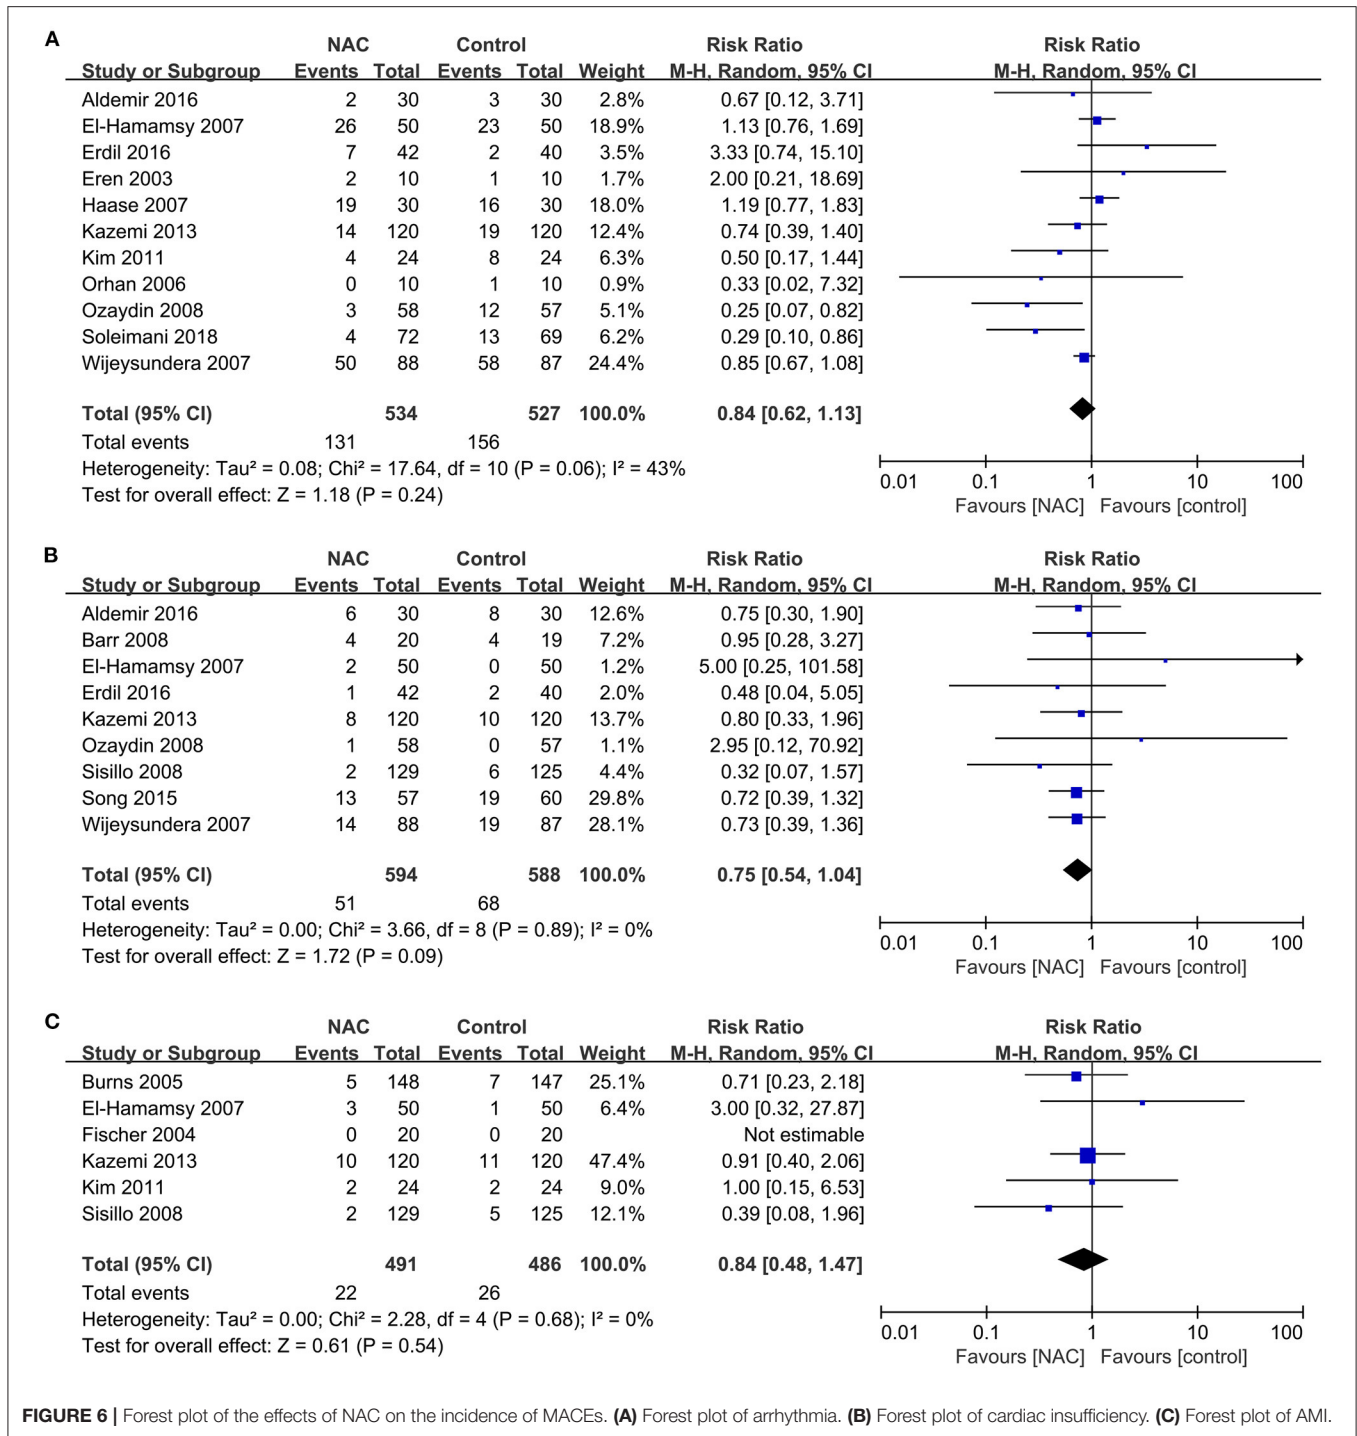 A
NAC Control Risk Ratio Risk Ratio
Study or Subgroup Events Total Events Total Weight M-H, Random, 95% CI M-H, Random, 95% CI
Aldemir 2016 2 30 3 30 2.8% 0.67 [0.12, 3.71]
El-Hamamsy 2007 26 50 23 50 18.9% 1.13 [0.76, 1.69]
Erdil 2016 7 42 2 40 3.5% 3.33 [0.74, 15.10]
Eren 2003 2 10 1 10 1.7% 2.00 [0.21, 18.69]
Haase 2007 19 30 16 30 18.0% 1.19 [0.77, 1.83]
Kazemi 2013 14 120 19 120 12.4% 0.74 [0.39, 1.40]
Kim 2011 4 24 8 24 6.3% 0.50 [0.17, 1.44]
Orhan 2006 0 10 1 10 0.9% 0.33 [0.02, 7.32]
Ozaydin 2008 3 58 12 57 5.1% 0.25 [0.07, 0.82]
Soleimani 2018 4 72 13 69 6.2% 0.29 [0.10, 0.86]
Wijeysundera 2007 50 88 58 87 24.4% 0.85 [0.67, 1.08]
Total (95% CI) 534 527 100.0% 0.84 [0.62, 1.13]
Total events 131 156
Heterogeneity: Tau² = 0.08; Chi² = 17.64, df = 10 (P = 0.06); I² = 43%
Test for overall effect: Z = 1.18 (P = 0.24)
0.01 0.1 1 10 100
Favours [NAC] Favours [control]
B
NAC Control Risk Ratio Risk Ratio
Study or Subgroup Events Total Events Total Weight M-H, Random, 95% CI M-H, Random, 95% CI
Aldemir 2016 6 30 8 30 12.6% 0.75 [0.30, 1.90]
Barr 2008 4 20 4 19 7.2% 0.95 [0.28, 3.27]
El-Hamamsy 2007 2 50 0 50 1.2% 5.00 [0.25, 101.58]
Erdil 2016 1 42 2 40 2.0% 0.48 [0.04, 5.05]
Kazemi 2013 8 120 10 120 13.7% 0.80 [0.33, 1.96]
Ozaydin 2008 1 58 0 57 1.1% 2.95 [0.12, 70.92]
Sisillo 2008 2 129 6 125 4.4% 0.32 [0.07, 1.57]
Song 2015 13 57 19 60 29.8% 0.72 [0.39, 1.32]
Wijeysundera 2007 14 88 19 87 28.1% 0.73 [0.39, 1.36]
Total (95% CI) 594 588 100.0% 0.75 [0.54, 1.04]
Total events 51 68
Heterogeneity: Tau² = 0.00; Chi² = 3.66, df = 8 (P = 0.89); I² = 0%
Test for overall effect: Z = 1.72 (P = 0.09)
0.01 0.1 1 10 100
Favours [NAC] Favours [control]
C
NAC Control Risk Ratio Risk Ratio
Study or Subgroup Events Total Events Total Weight M-H, Random, 95% CI M-H, Random, 95% CI
Burns 2005 5 148 7 147 25.1% 0.71 [0.23, 2.18]
El-Hamamsy 2007 3 50 1 50 6.4% 3.00 [0.32, 27.87]
Fischer 2004 0 20 0 20 Not estimable
Kazemi 2013 10 120 11 120 47.4% 0.91 [0.40, 2.06]
Kim 2011 2 24 2 24 9.0% 1.00 [0.15, 6.53]
Sisillo 2008 2 129 5 125 12.1% 0.39 [0.08, 1.96]
Total (95% CI) 491 486 100.0% 0.84 [0.48, 1.47]
Total events 22 26
Heterogeneity: Tau² = 0.00; Chi² = 2.28, df = 4 (P = 0.68); I² = 0%
Test for overall effect: Z = 0.61 (P = 0.54)
0.01 0.1 1 10 100
Favours [NAC] Favours [control]
FIGURE 6 | Forest plot of the effects of NAC on the incidence of MACEs. (A) Forest plot of arrhythmia. (B) Forest plot of cardiac insufficiency. (C) Forest plot of AMI.